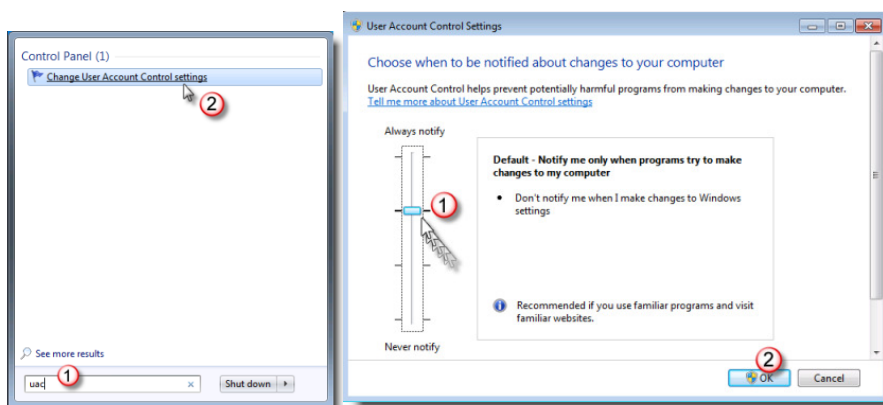 Control Panel (1)
Change User Account Control settings
2
See more results
uac
1
Shut down
User Account Control Settings
Choose when to be notified about changes to your computer
User Account Control helps prevent potentially harmful programs from making changes to your computer.
Tell me more about User Account Control settings
Always notify
Default - Notify me only when programs try to make
changes to my computer
• Don't notify me when I make changes to Windows
settings
1
Recommended if you use familiar programs and visit
familiar websites.
Never notify
2
OK
Cancel